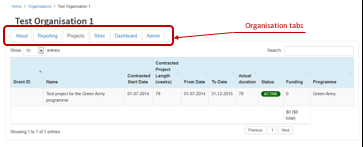 Home / Organisations / Test Organisation 1
Test Organisation 1
Organisation tabs
About Reporting Projects Sites Dashboard Admin
Show 10 entries Search:
Grant ID Name Contracted Start Date Contracted Project Length (weeks) From Date To Date Actual duration Status Funding Programme
Test project for the Green Army programme 01-07-2014 79 01-07-2014 31-12-2015 78 ACTIVE 0 Green Army
$0 ($0 total)
Showing 1 to 1 of 1 entries Previous 1 Next